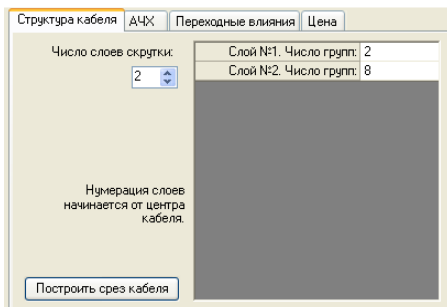 Структура кабеля АЧХ Переходные влияния Цена
Число слоев скрутки:
2
Слой №1. Число групп: 2
Слой №2. Число групп: 8
Нумерация слоев
начинается от центра
кабеля.
Построить срез кабеля